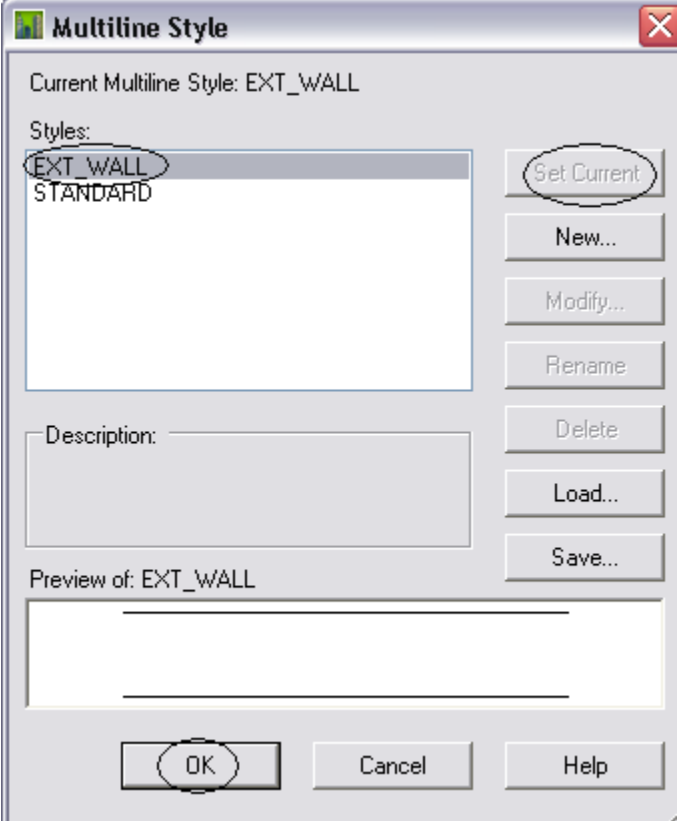 Multiline Style
Current Multiline Style: EXT_WALL
Styles:
EXT_WALL
STANDARD
Set Current
New...
Modify...
Rename
Delete
Load...
Save...
Description:
Preview of: EXT_WALL
OK Cancel Help